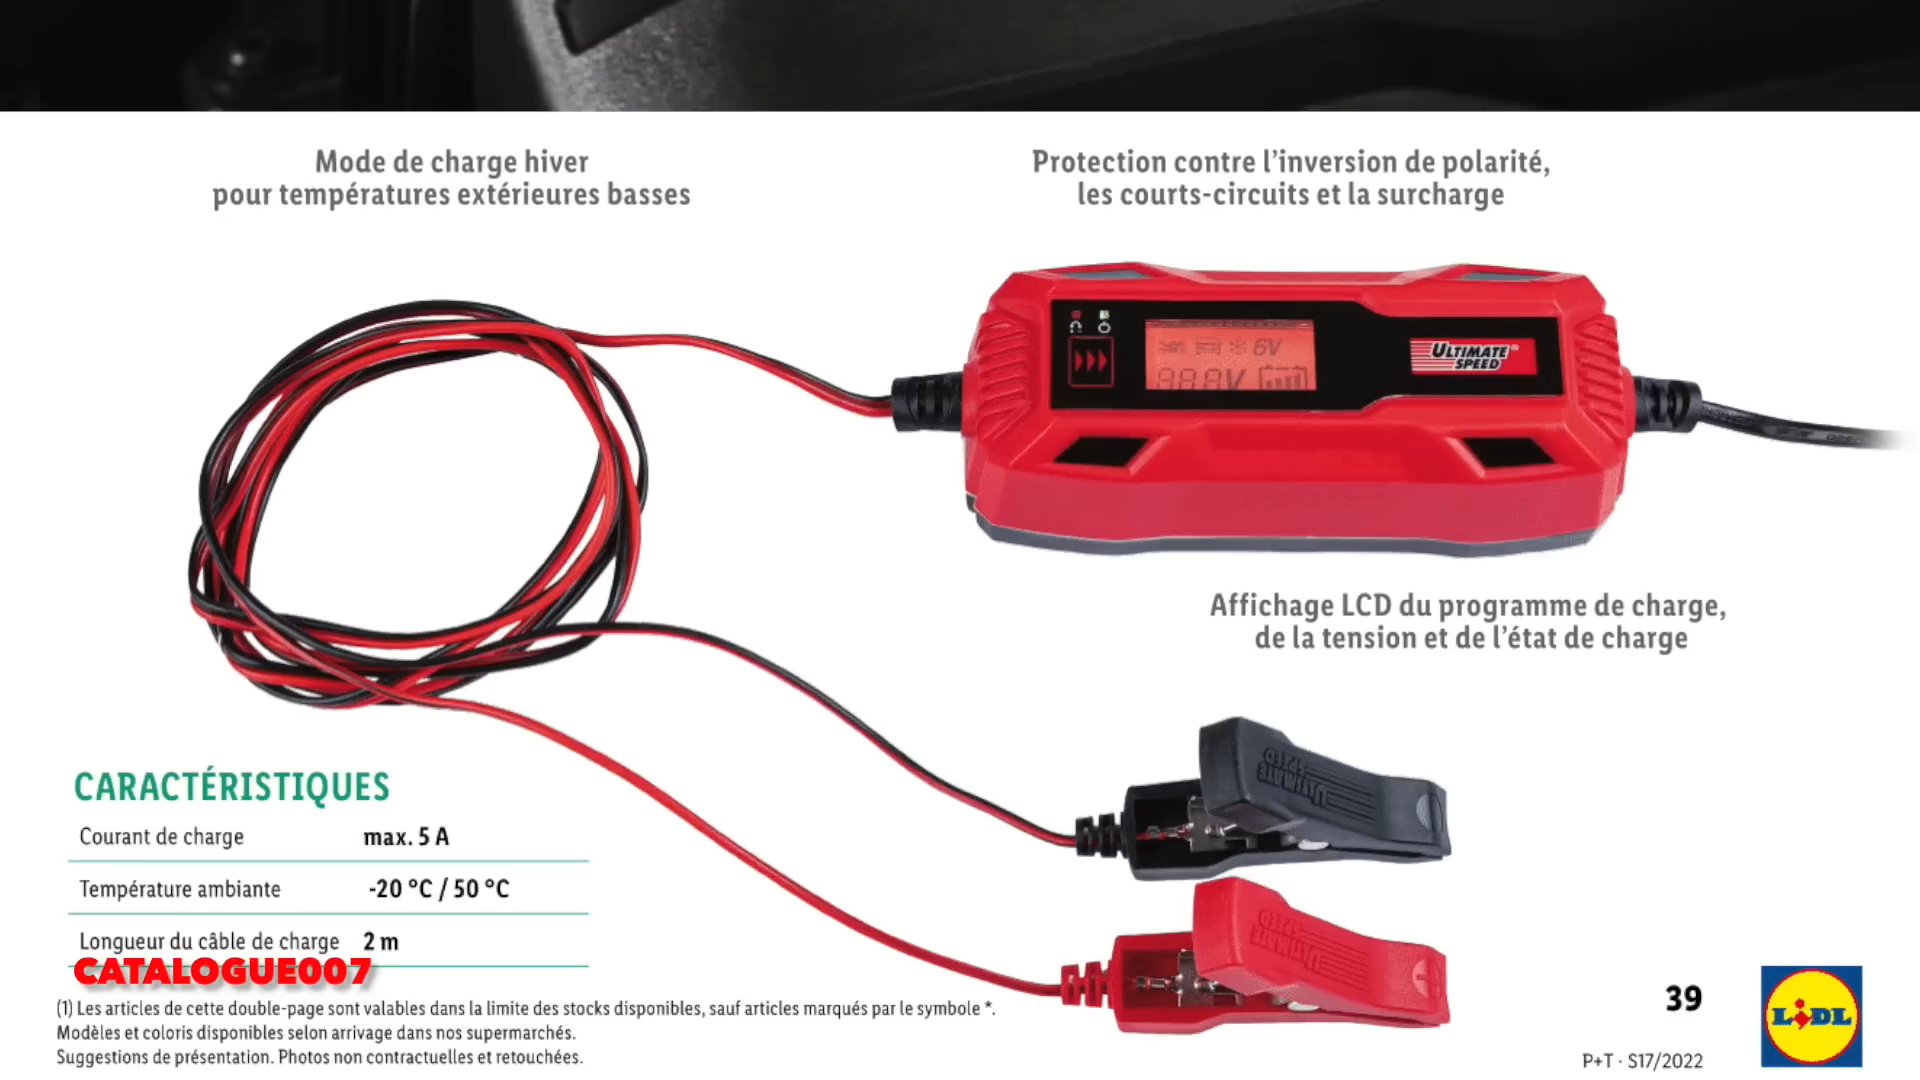 Mode de charge hiver
pour températures extérieures basses
Protection contre l'inversion de polarité,
les courts-circuits et la surcharge
6V
88.8V
ULTIMATE
SPEED®
Affichage LCD du programme de charge,
de la tension et de l'état de charge
ULTIMATE
SPEED
ULTIMATE
SPEED
CARACTÉRISTIQUES
Courant de charge max. 5 A
Température ambiante -20 °C / 50 °C
Longueur du câble de charge 2 m
CATALOGUE007
(1) Les articles de cette double-page sont valables dans la limite des stocks disponibles, sauf articles marqués par le symbole *.
Modèles et coloris disponibles selon arrivage dans nos supermarchés.
Suggestions de présentation. Photos non contractuelles et retouchées.
39
P+T · S17/2022
LIDL